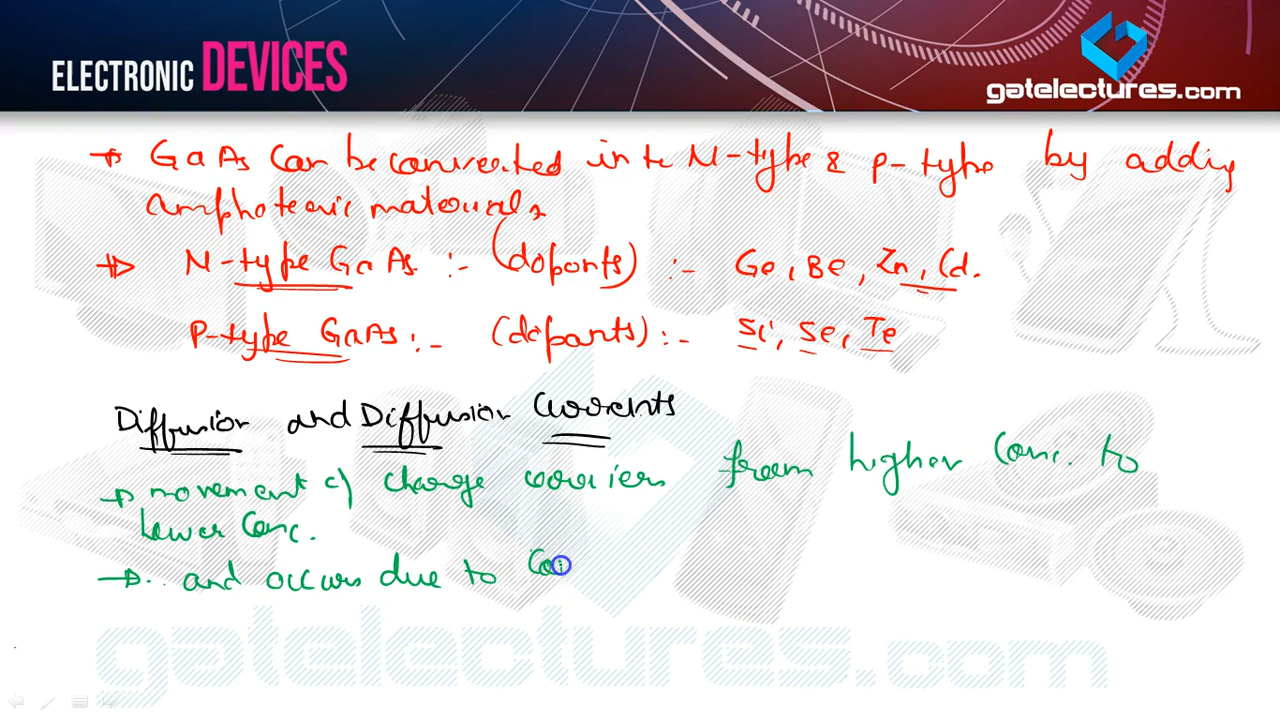 ELECTRONIC DEVICES
gatelectures.com
→ GaAs can be converted into N-type & P-type by adding
amphoteric materials
⇒ N-type GaAs :- (dopants) :- Ge, Be, Zn, Cd.
P-type GaAs :- (dopants) :- Si, Se, Te
Diffusion and Diffusion Currents
→ movement of charge carriers from higher Conc. to
lower Conc.
→ and occurs due to
gatelectures.com